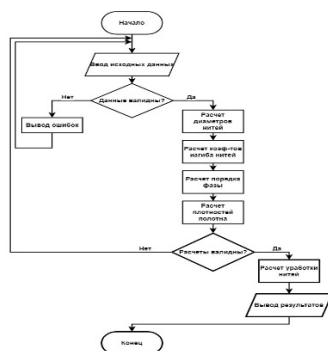 Начало
Ввод исходных данных
Данные валидны?
Нет
Да
Вывод ошибок
Расчет
диаметров
нитей
Расчет коэф-тов
изгиба нитей
Расчет порядка
фазы
Расчет
плотностей
полотна
Расчеты валидны?
Нет
Да
Расчет уработки
нитей
Вывод результатов
Конец